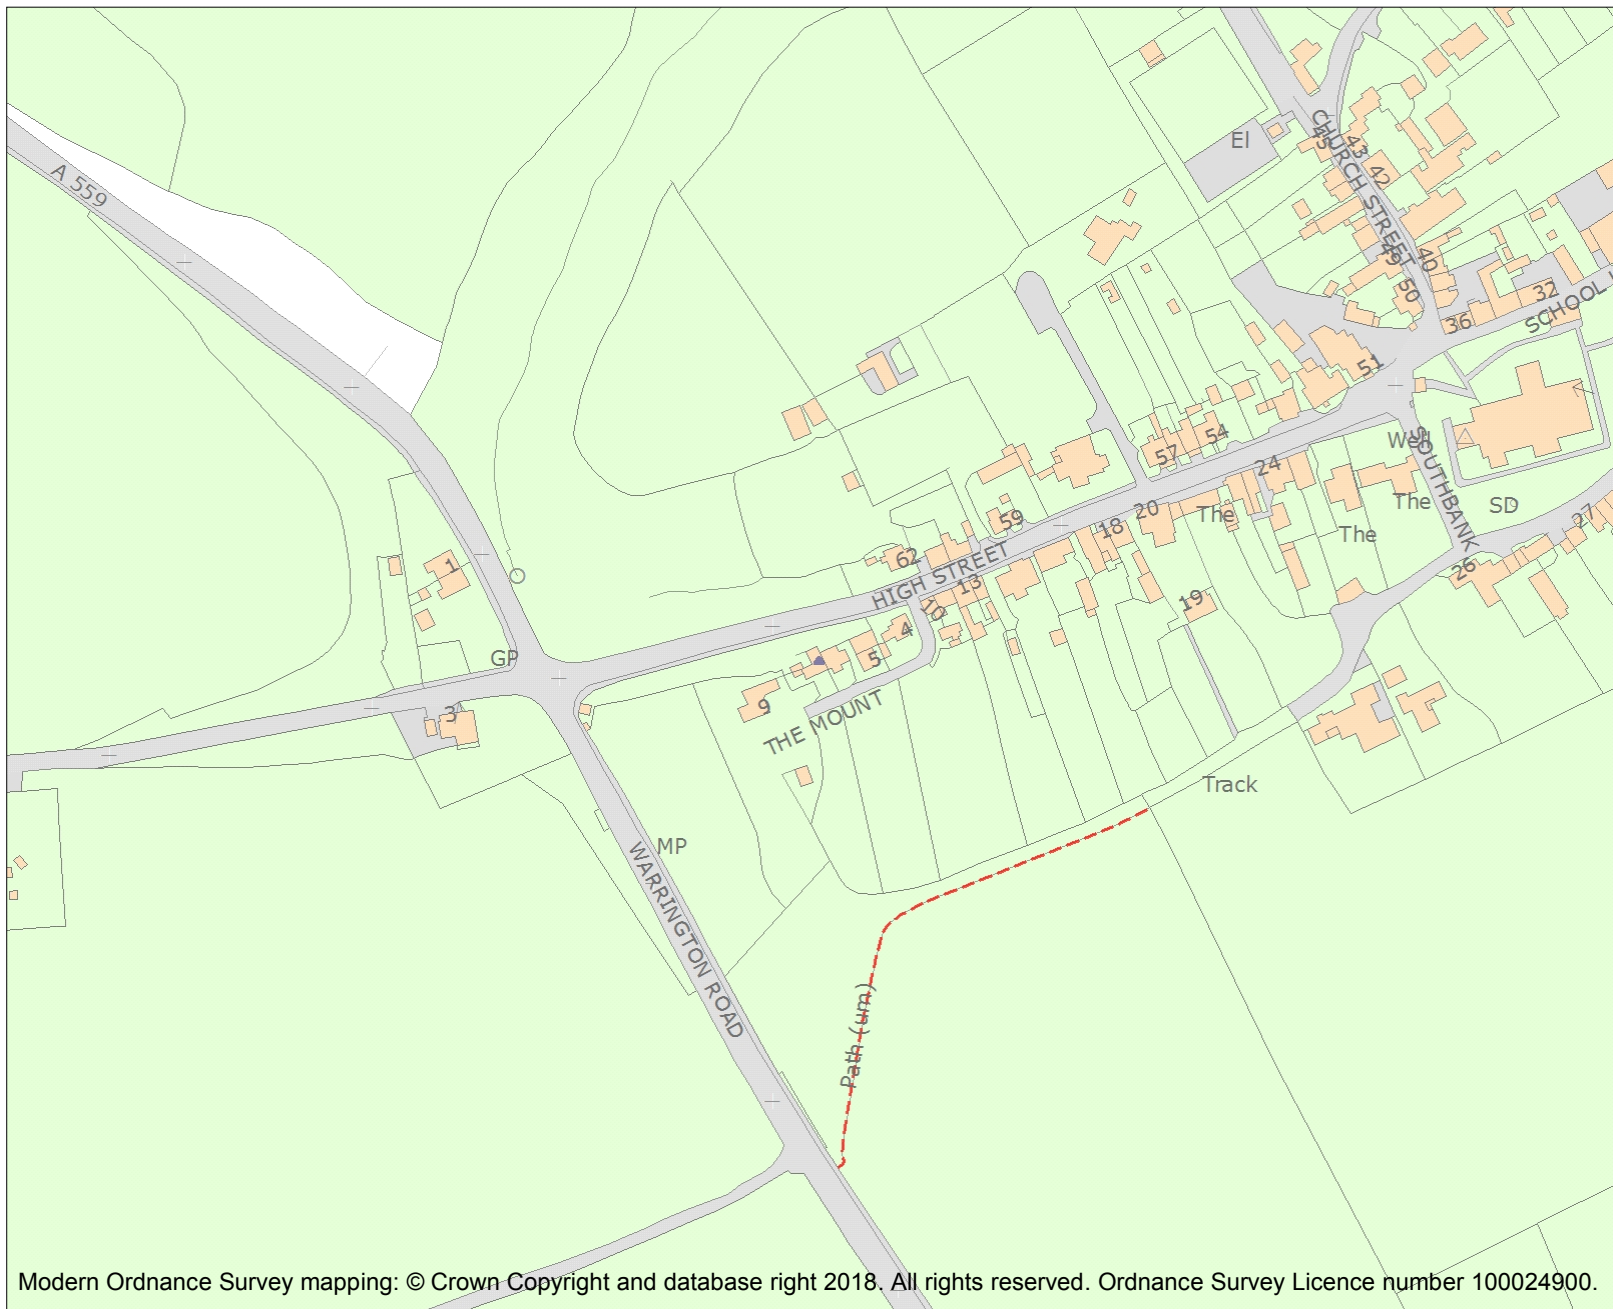 A 559
El
CHURCH STREET
45
43
42
49
40
50
36
32
51
57
54
24
Well
SOUTHBANK
The
SD
The
The
27
26
59
18
20
62
HIGH STREET
13
10
19
4
5
1
GP
3
9
THE MOUNT
Track
MP
WARRINGTON ROAD
Path (um)
Modern Ordnance Survey mapping: © Crown Copyright and database right 2018. All rights reserved. Ordnance Survey Licence number 100024900.
SCHOOL